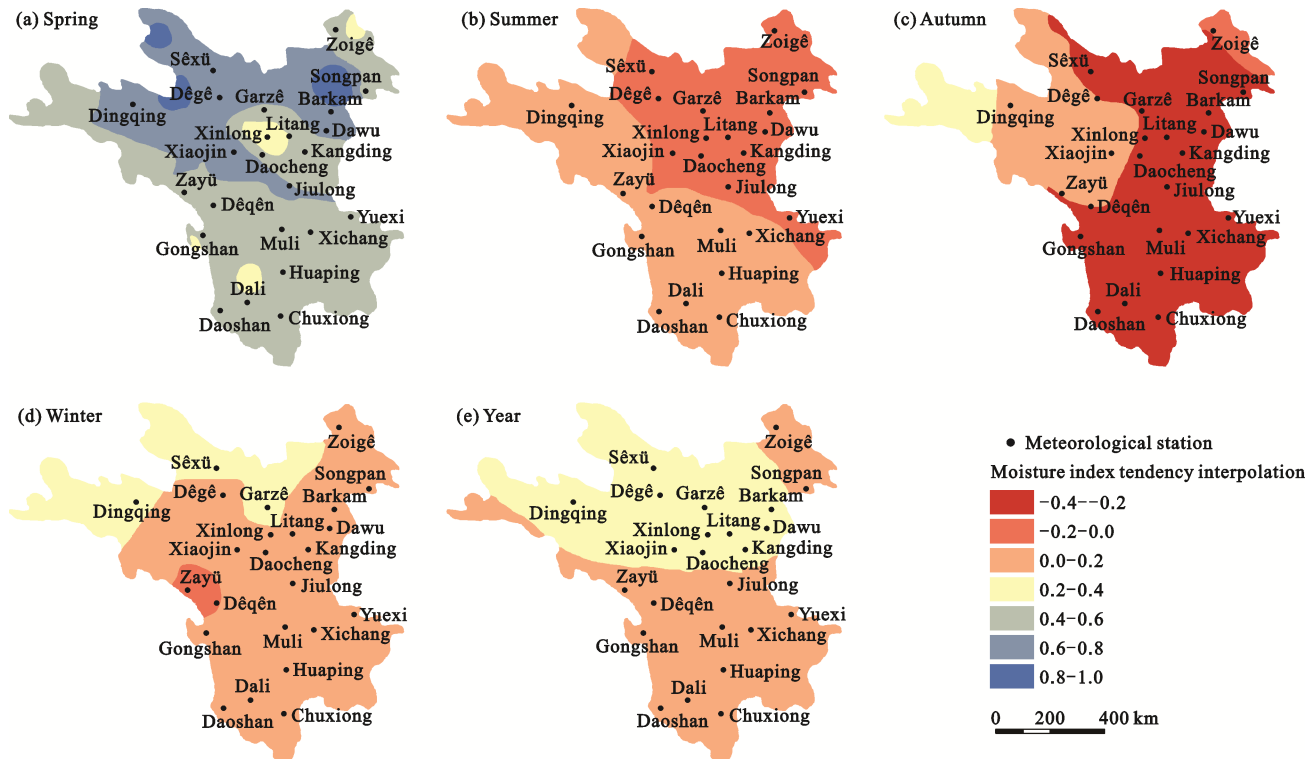 (a) Spring
Zoigê
Sêxü
Songpan
Dêgê
Garzê
Barkam
Dingqing
Litang
Xinlong
Dawu
Xiaojin
Kangding
Daocheng
Zayü
Jiulong
Dêqên
Yuexi
Gongshan
Muli
Xichang
Huaping
Dali
Daoshan
Chuxiong
(b) Summer
Zoigê
Sêxü
Songpan
Dêgê
Garzê
Barkam
Dingqing
Litang
Xinlong
Dawu
Xiaojin
Kangding
Daocheng
Zayü
Jiulong
Dêqên
Yuexi
Gongshan
Muli
Xichang
Huaping
Dali
Daoshan
Chuxiong
(c) Autumn
Zoigê
Sêxü
Songpan
Dêgê
Garzê
Barkam
Dingqing
Litang
Xinlong
Dawu
Xiaojin
Kangding
Daocheng
Zayü
Jiulong
Dêqên
Yuexi
Gongshan
Muli
Xichang
Huaping
Dali
Daoshan
Chuxiong
(d) Winter
Zoigê
Sêxü
Songpan
Dêgê
Garzê
Barkam
Dingqing
Litang
Xinlong
Dawu
Xiaojin
Kangding
Daocheng
Zayü
Jiulong
Dêqên
Yuexi
Gongshan
Muli
Xichang
Huaping
Dali
Daoshan
Chuxiong
(e) Year
Zoigê
Sêxü
Songpan
Dêgê
Garzê
Barkam
Dingqing
Litang
Xinlong
Dawu
Xiaojin
Kangding
Daocheng
Zayü
Jiulong
Dêqên
Yuexi
Gongshan
Muli
Xichang
Huaping
Dali
Daoshan
Chuxiong
Meteorological station
Moisture index tendency interpolation
-0.4--0.2
-0.2-0.0
0.0-0.2
0.2-0.4
0.4-0.6
0.6-0.8
0.8-1.0
0 200 400 km